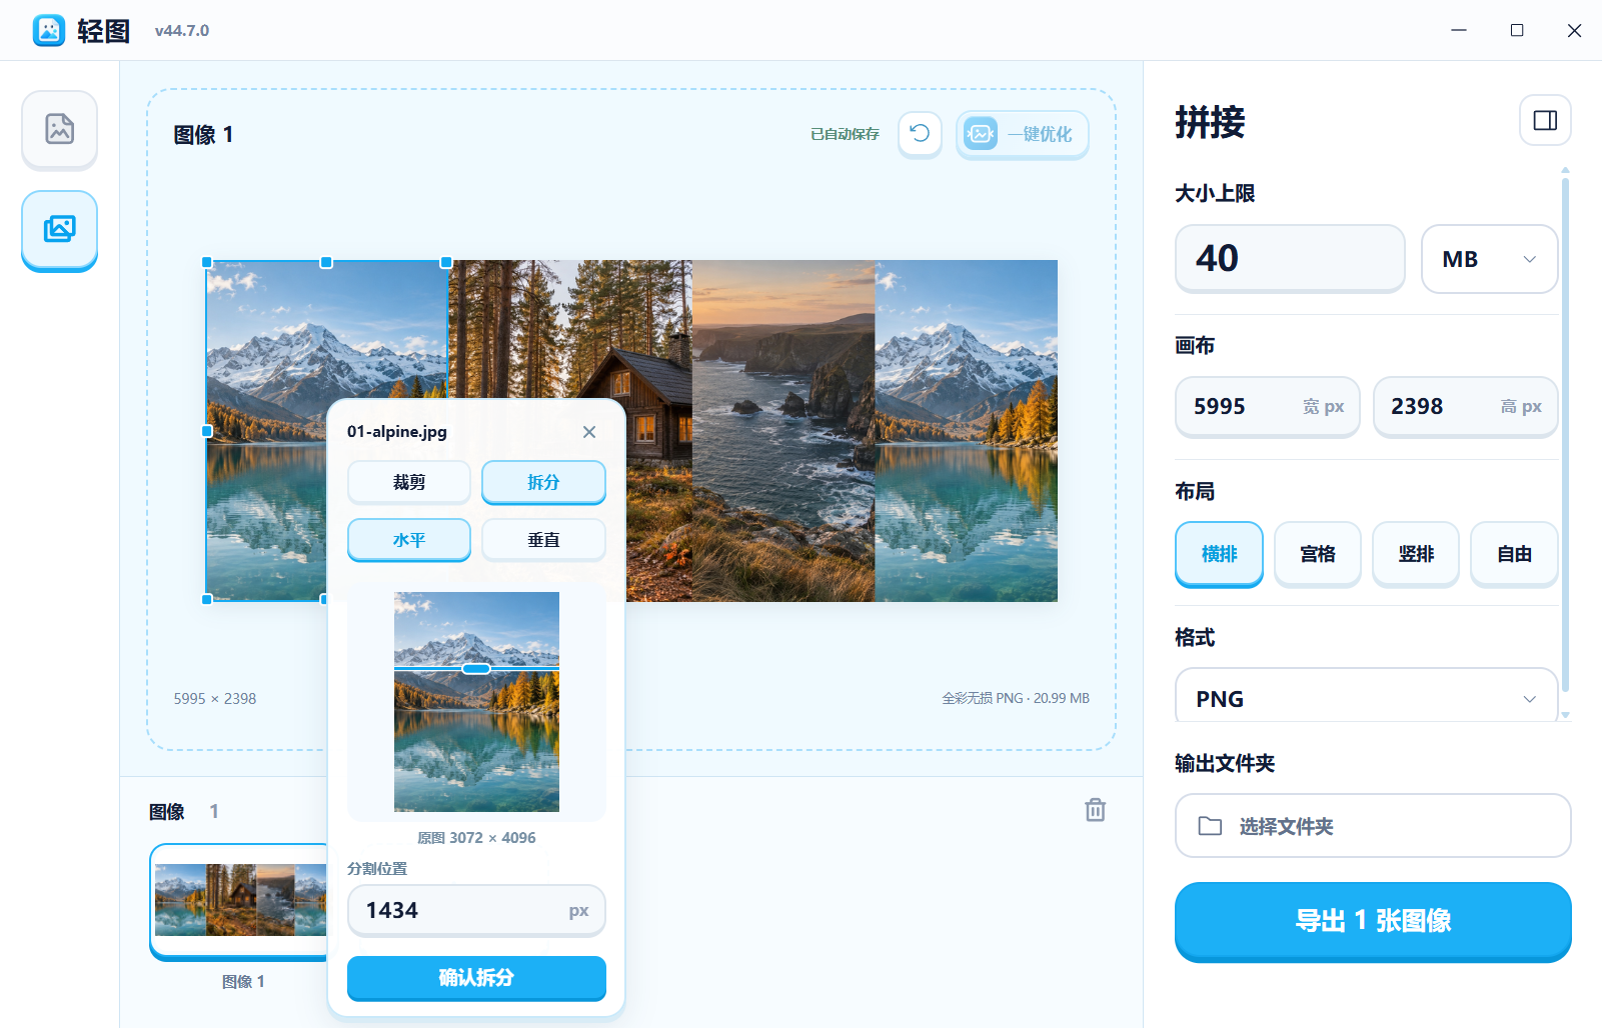 轻图 v44.7.0
图像 1
已自动保存
一键优化
01-alpine.jpg
裁剪
拆分
水平
垂直
原图 3072 × 4096
分割位置
1434 px
确认拆分
5995 × 2398
全彩无损 PNG · 20.99 MB
图像 1
图像 1
拼接
大小上限
40
MB
画布
5995 宽 px
2398 高 px
布局
横排
宫格
竖排
自由
格式
PNG
输出文件夹
选择文件夹
导出 1 张图像